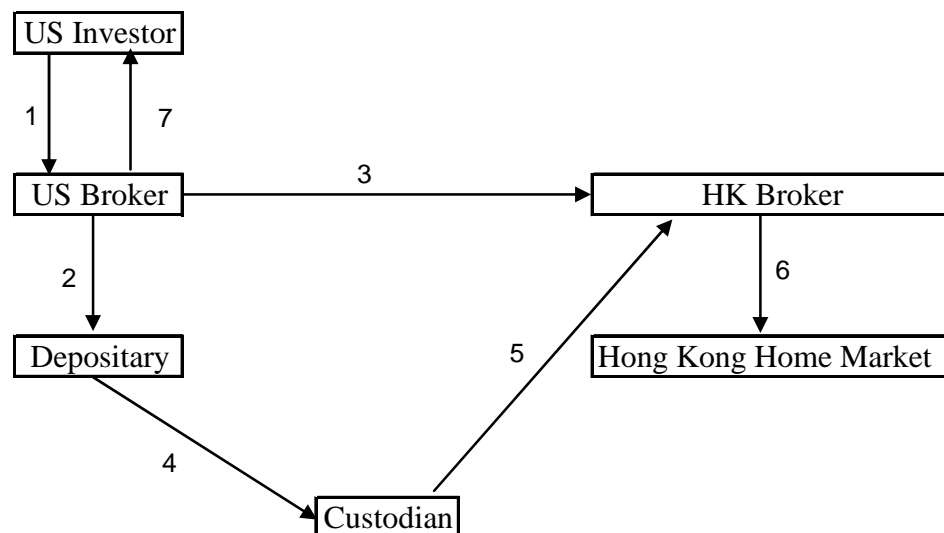 US Investor
1
7
US Broker
3
HK Broker
2
6
Depositary
5
Hong Kong Home Market
4
Custodian